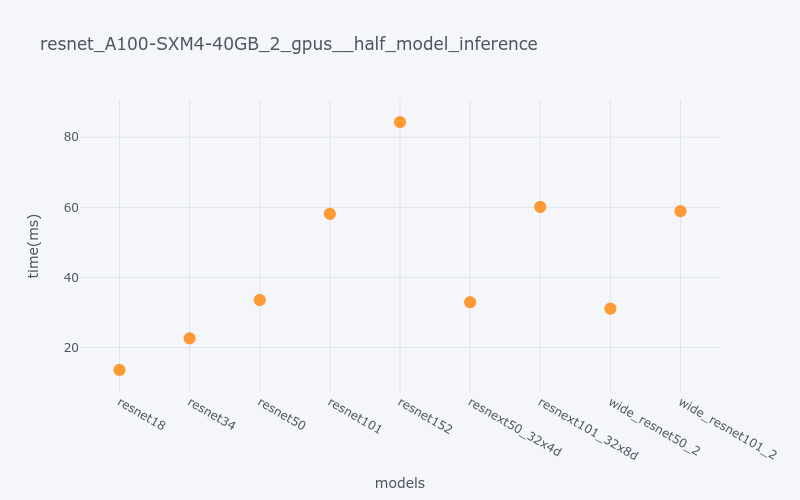 resnet_A100-SXM4-40GB_2_gpus__half_model_inference
time(ms)
80
60
40
20
resnet18
resnet34
resnet50
resnet101
resnet152
resnext50_32x4d
resnext101_32x8d
wide_resnet50_2
wide_resnet101_2
models